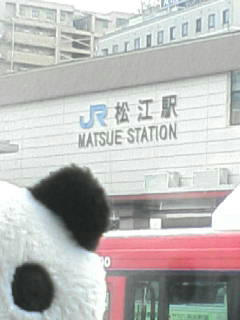 JR 松江駅
MATSUE STATION